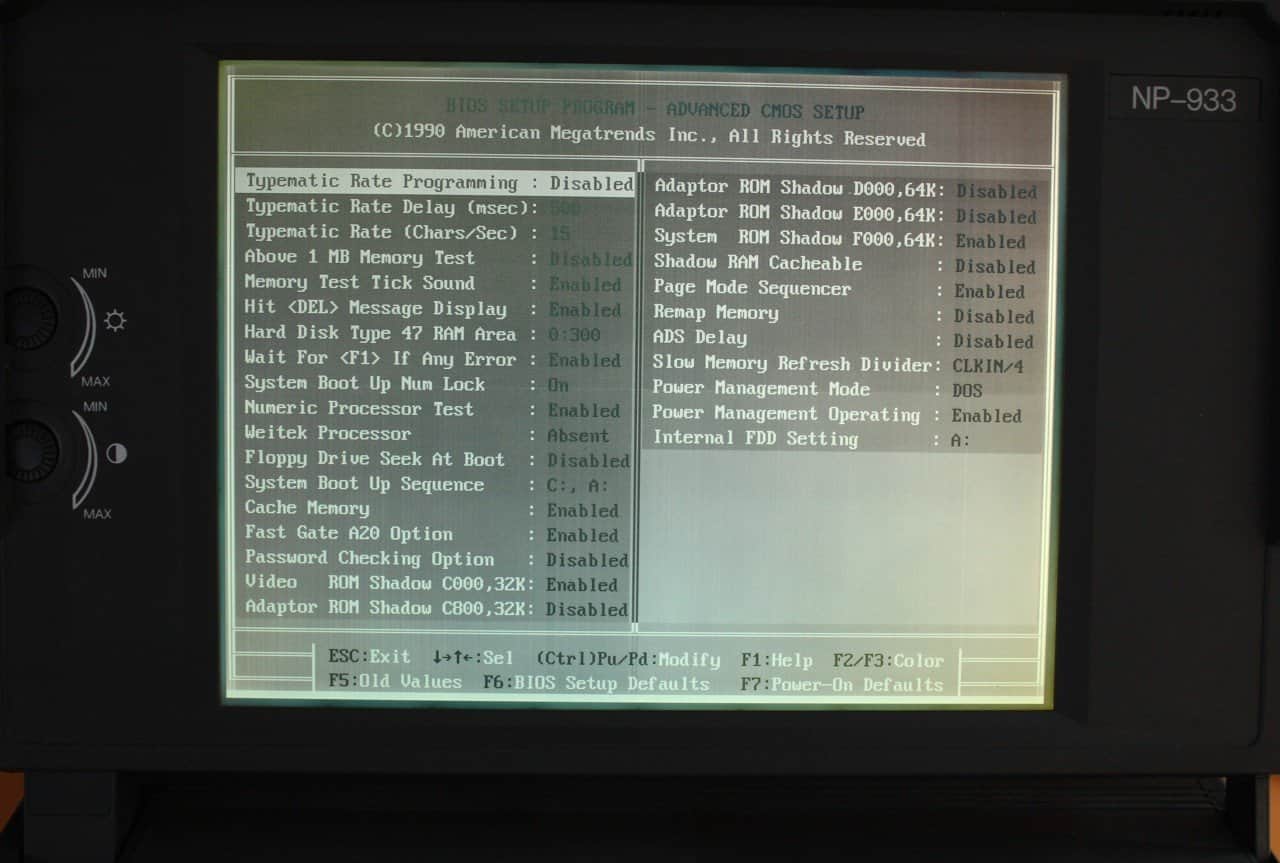 NP-933
BIOS SETUP PROGRAM - ADVANCED CMOS SETUP
(C)1990 American Megatrends Inc., All Rights Reserved
Typematic Rate Programming : Disabled
Typematic Rate Delay (msec): 500
Typematic Rate (Chars/Sec) : 15
Above 1 MB Memory Test : Disabled
Memory Test Tick Sound : Enabled
Hit <DEL> Message Display : Enabled
Hard Disk Type 47 RAM Area : 0:300
Wait For <F1> If Any Error : Enabled
System Boot Up Num Lock : On
Numeric Processor Test : Enabled
Weitek Processor : Absent
Floppy Drive Seek At Boot : Disabled
System Boot Up Sequence : C:, A:
Cache Memory : Enabled
Fast Gate A20 Option : Enabled
Password Checking Option : Disabled
Video ROM Shadow C000,32K: Enabled
Adaptor ROM Shadow C800,32K: Disabled
Adaptor ROM Shadow D000,64K: Disabled
Adaptor ROM Shadow E000,64K: Disabled
System ROM Shadow F000,64K: Enabled
Shadow RAM Cacheable : Disabled
Page Mode Sequencer : Enabled
Remap Memory : Disabled
ADS Delay : Disabled
Slow Memory Refresh Divider: CLKIN/4
Power Management Mode : DOS
Power Management Operating : Enabled
Internal FDD Setting : A:
ESC:Exit ↓→↑←:Sel (Ctrl)Pu/Pd:Modify F1:Help F2/F3:Color
F5:Old Values F6:BIOS Setup Defaults F7:Power-On Defaults
MIN
MAX
MIN
MAX